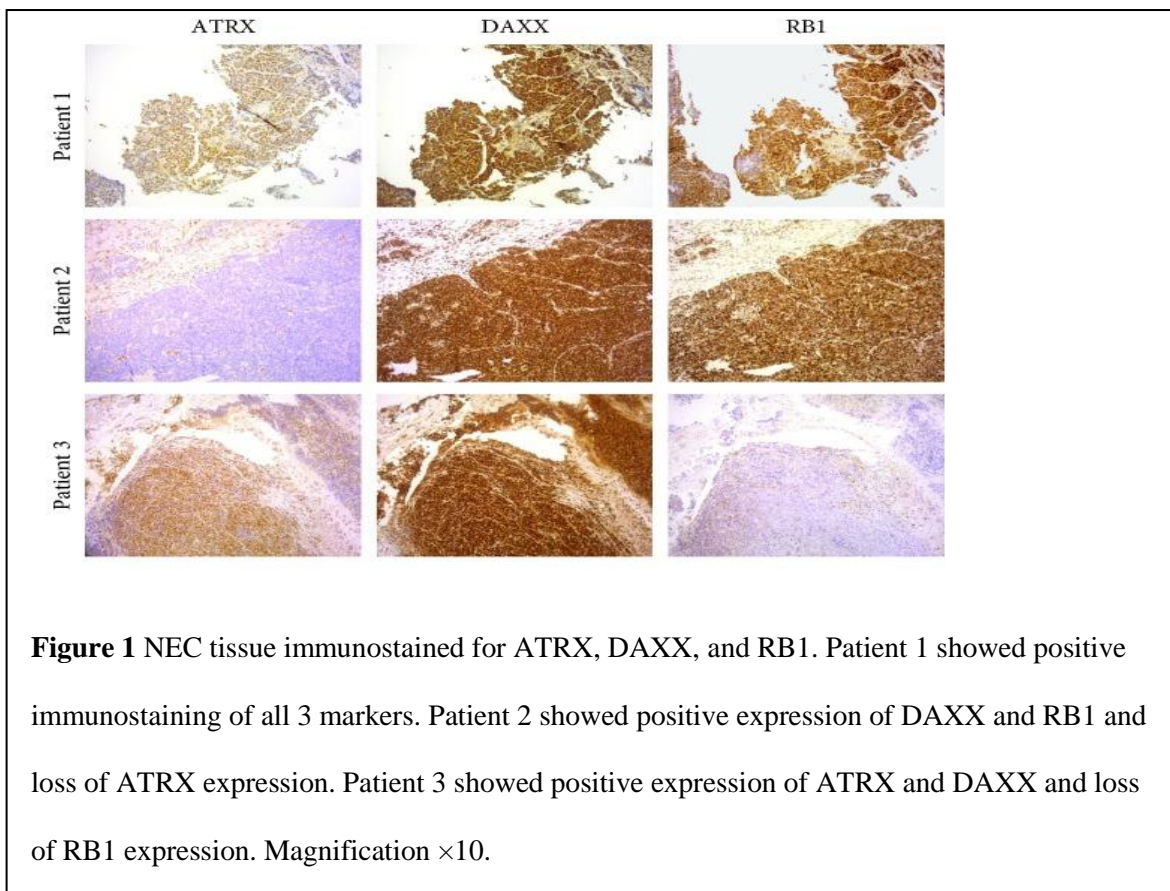 ATRX DAXX RB1
Patient 1
Patient 2
Patient 3
Figure 1 NEC tissue immunostained for ATRX, DAXX, and RB1. Patient 1 showed positive
immunostaining of all 3 markers. Patient 2 showed positive expression of DAXX and RB1 and
loss of ATRX expression. Patient 3 showed positive expression of ATRX and DAXX and loss
of RB1 expression. Magnification ×10.